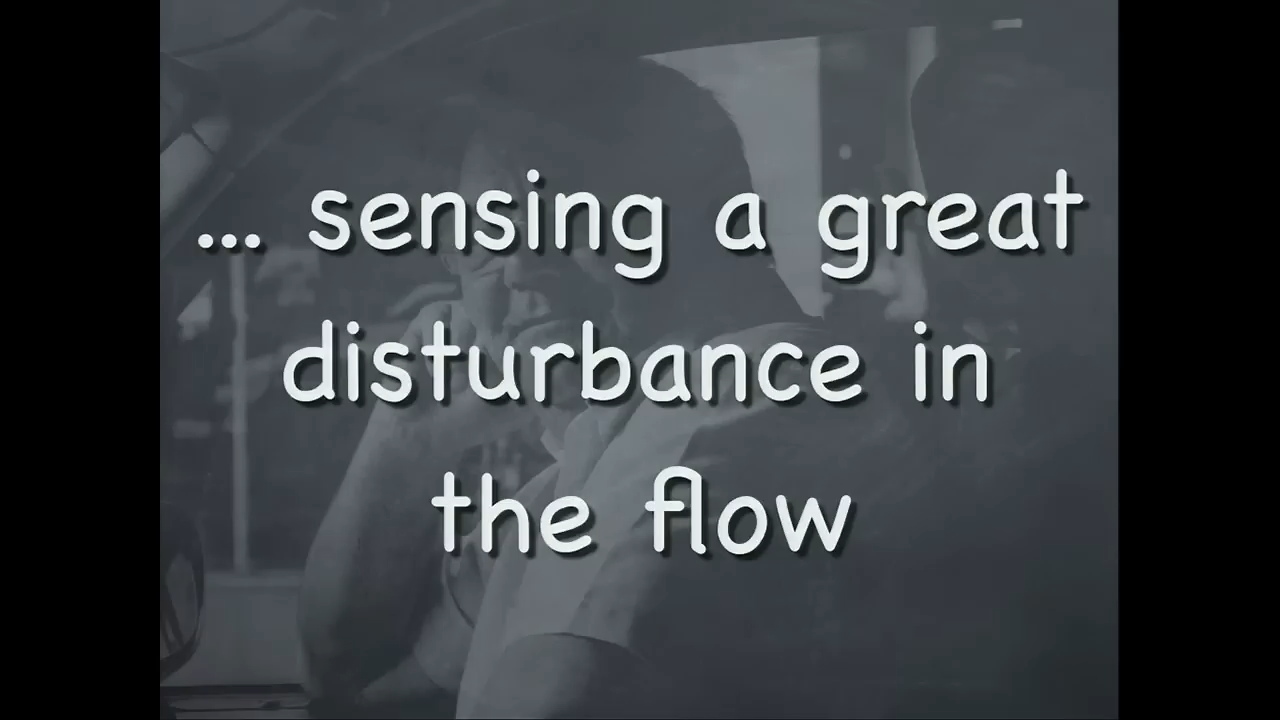 ... sensing a great
disturbance in
the flow